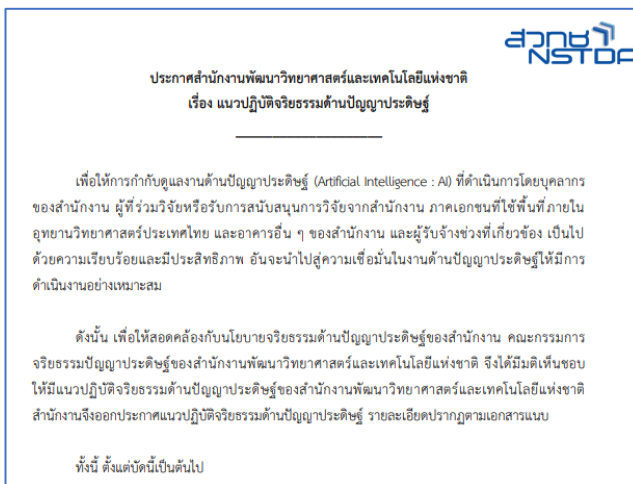 สวทช
NSTDA
ประกาศสำนักงานพัฒนาวิทยาศาสตร์และเทคโนโลยีแห่งชาติ
เรื่อง แนวปฏิบัติจริยธรรมด้านปัญญาประดิษฐ์
เพื่อให้การกำกับดูแลงานด้านปัญญาประดิษฐ์ (Artificial Intelligence : AI) ที่ดำเนินการโดยบุคลากร
ของสำนักงาน ผู้ที่ร่วมวิจัยหรือรับการสนับสนุนการวิจัยจากสำนักงาน ภาคเอกชนที่ใช้พื้นที่ภายใน
อุทยานวิทยาศาสตร์ประเทศไทย และอาคารอื่น ๆ ของสำนักงาน และผู้รับจ้างช่วงที่เกี่ยวข้อง เป็นไป
ด้วยความเรียบร้อยและมีประสิทธิภาพ อันจะนำไปสู่ความเชื่อมั่นในงานด้านปัญญาประดิษฐ์ให้มีการ
ดำเนินงานอย่างเหมาะสม
ดังนั้น เพื่อให้สอดคล้องกับนโยบายจริยธรรมด้านปัญญาประดิษฐ์ของสำนักงาน คณะกรรมการ
จริยธรรมปัญญาประดิษฐ์ของสำนักงานพัฒนาวิทยาศาสตร์และเทคโนโลยีแห่งชาติ จึงได้มีมติเห็นชอบ
ให้มีแนวปฏิบัติจริยธรรมด้านปัญญาประดิษฐ์ของสำนักงานพัฒนาวิทยาศาสตร์และเทคโนโลยีแห่งชาติ
สำนักงานจึงออกประกาศแนวปฏิบัติจริยธรรมด้านปัญญาประดิษฐ์ รายละเอียดปรากฏตามเอกสารแนบ
ทั้งนี้ ตั้งแต่บัดนี้เป็นต้นไป